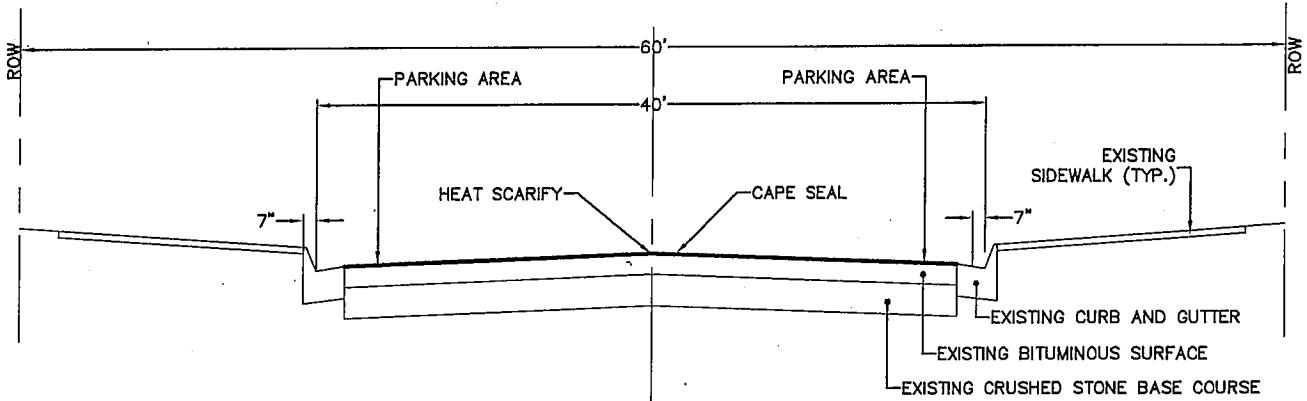 60'
ROW
ROW
PARKING AREA
PARKING AREA
40'
EXISTING
SIDEWALK (TYP.)
HEAT SCARIFY
CAPE SEAL
7"
7"
EXISTING CURB AND GUTTER
EXISTING BITUMINOUS SURFACE
EXISTING CRUSHED STONE BASE COURSE